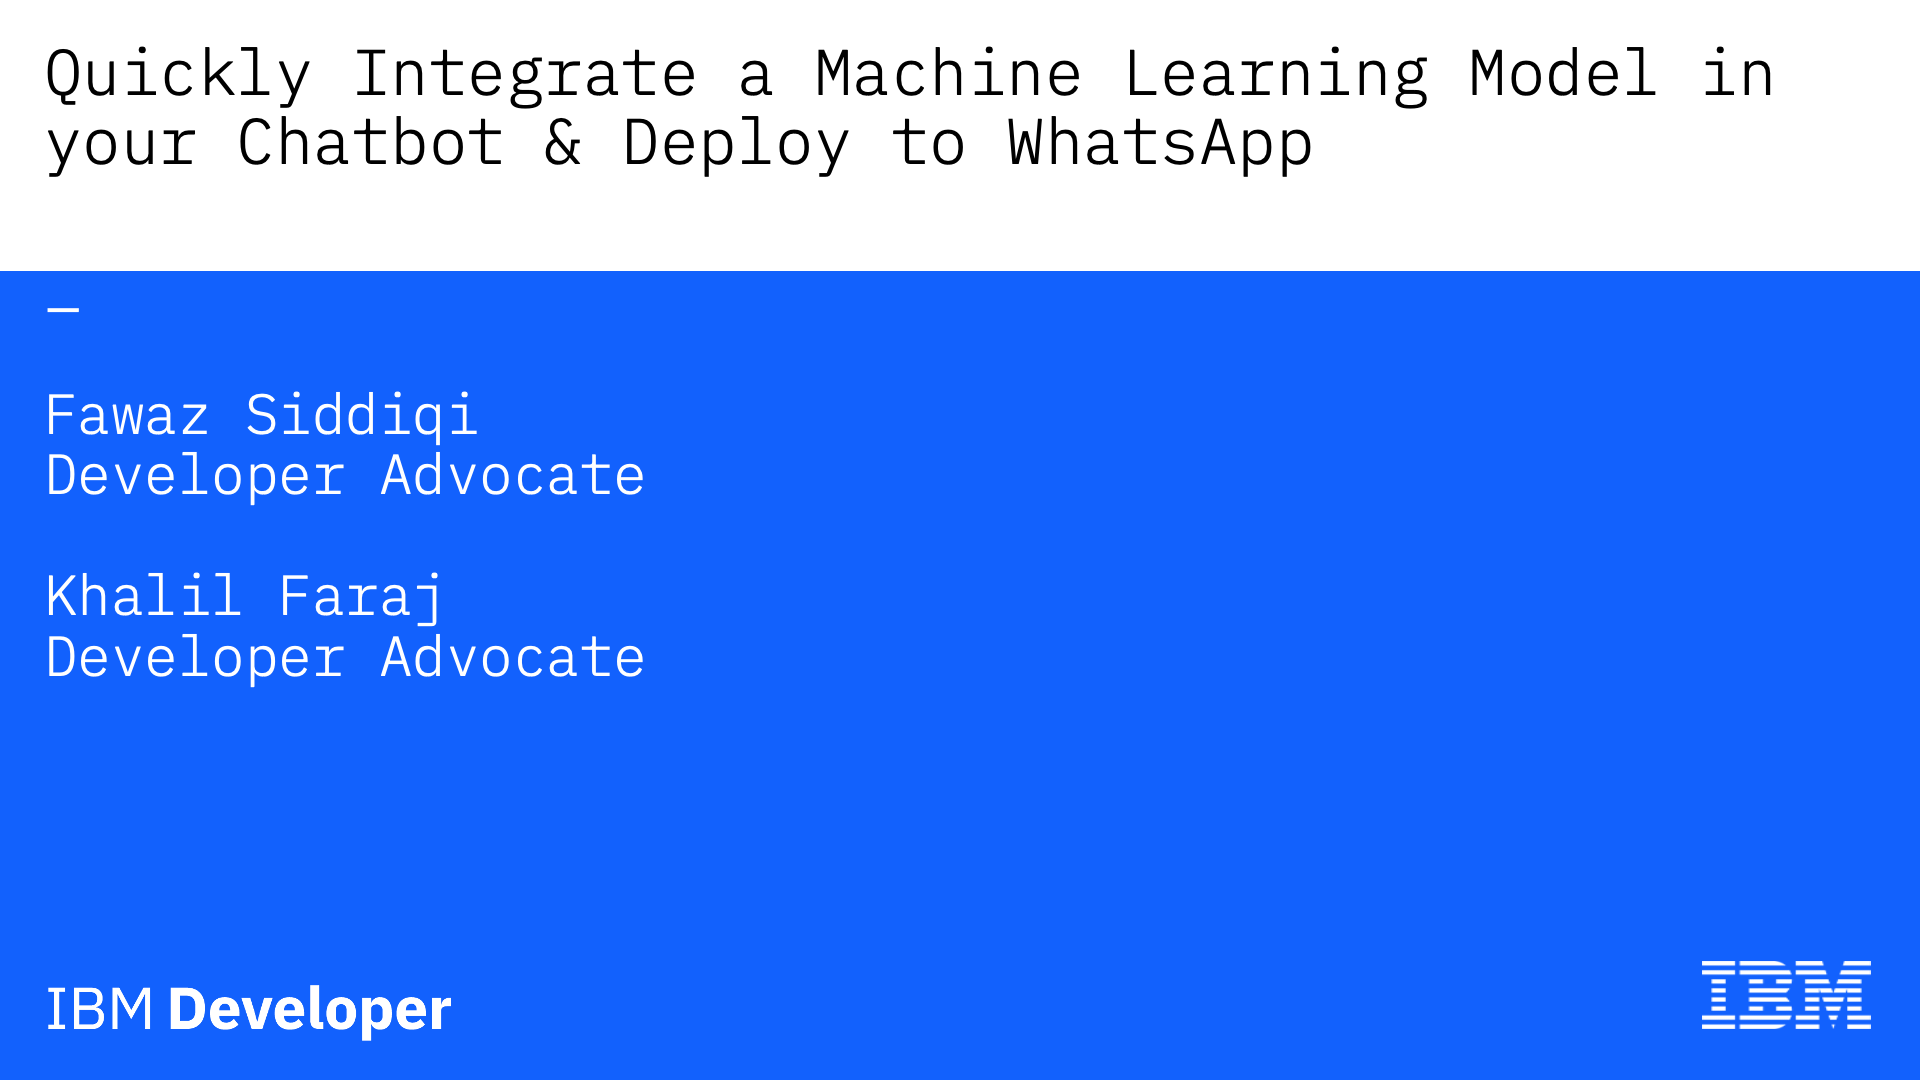 Quickly Integrate a Machine Learning Model in
your Chatbot & Deploy to WhatsApp
—
Fawaz Siddiqi
Developer Advocate
Khalil Faraj
Developer Advocate
IBM Developer
IBM